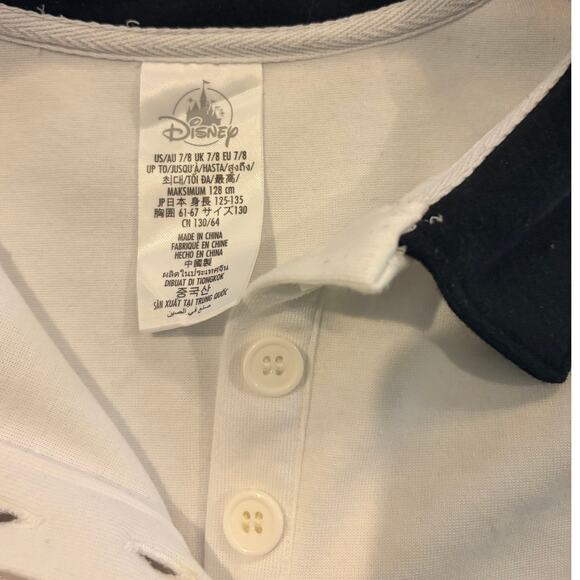 Disney
US/AU 7/8 UK 7/8 EU 7/8
UP TO/JUSQU'À/HASTA/สูงถึง/
최대/TỐI ĐA/最高/
MAKSIMUM 128 cm
JP日本 身長 125-135
胸囲 61-67 サイズ130
CN 130/64
MADE IN CHINA
FABRIQUÉ EN CHINE
HECHO EN CHINA
中國製
ผลิตในประเทศจีน
DIBUAT DI TIONGKOK
중국산
SẢN XUẤT TẠI TRUNG QUỐC
صنع في الصين